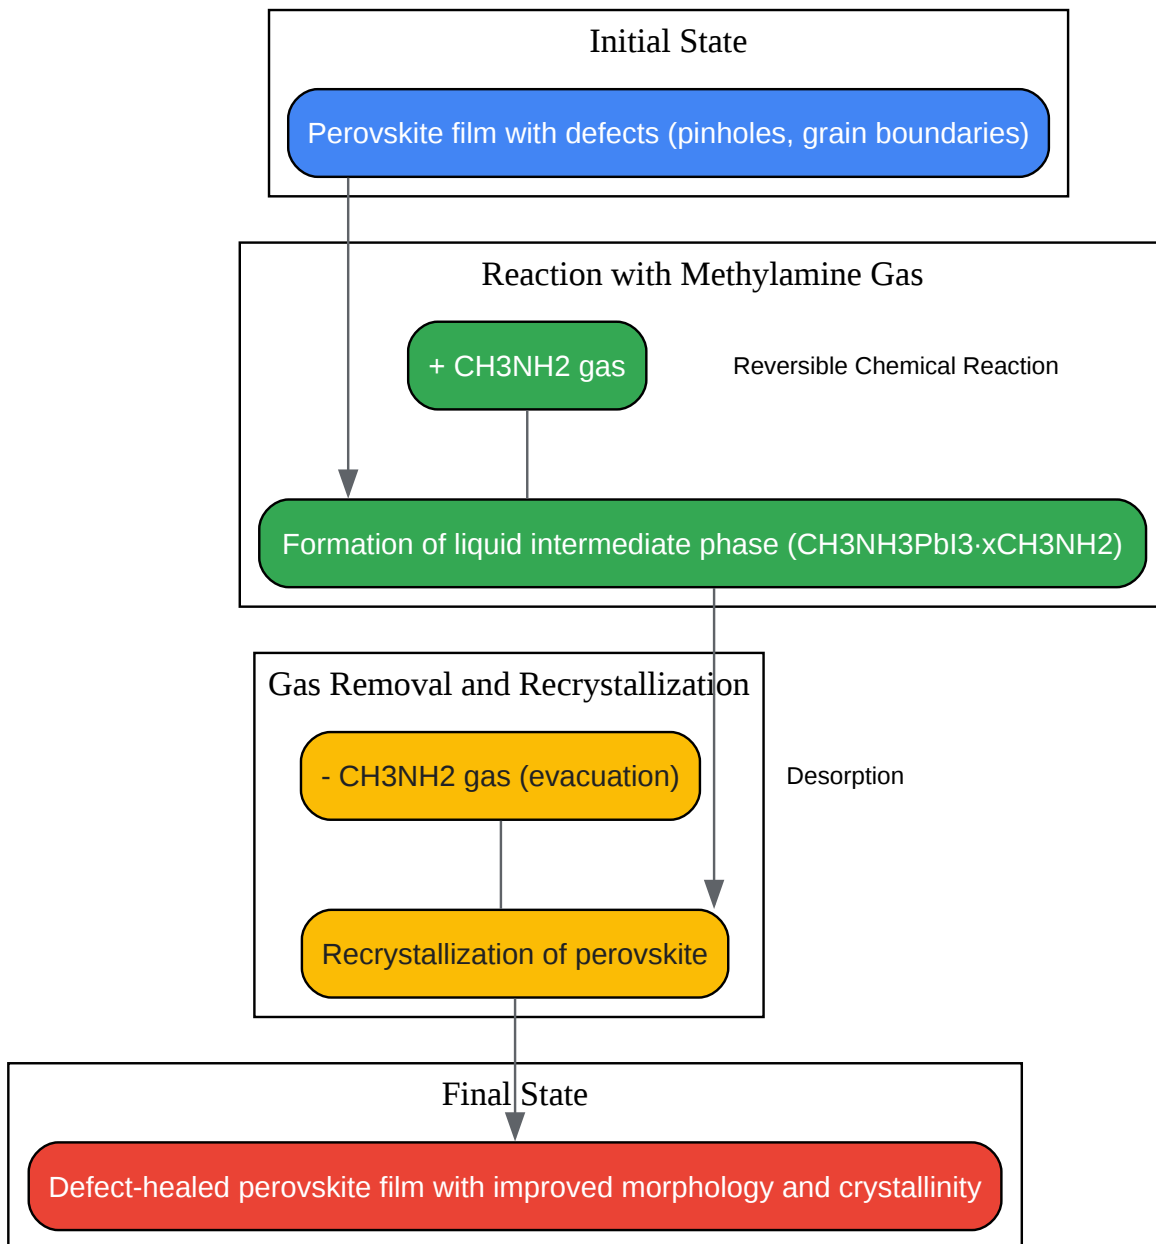 Initial State
Perovskite film with defects (pinholes, grain boundaries)
Reaction with Methylamine Gas
+ CH3NH2 gas
Reversible Chemical Reaction
Formation of liquid intermediate phase (CH3NH3PbI3·xCH3NH2)
Gas Removal and Recrystallization
- CH3NH2 gas (evacuation)
Desorption
Recrystallization of perovskite
Final State
Defect-healed perovskite film with improved morphology and crystallinity